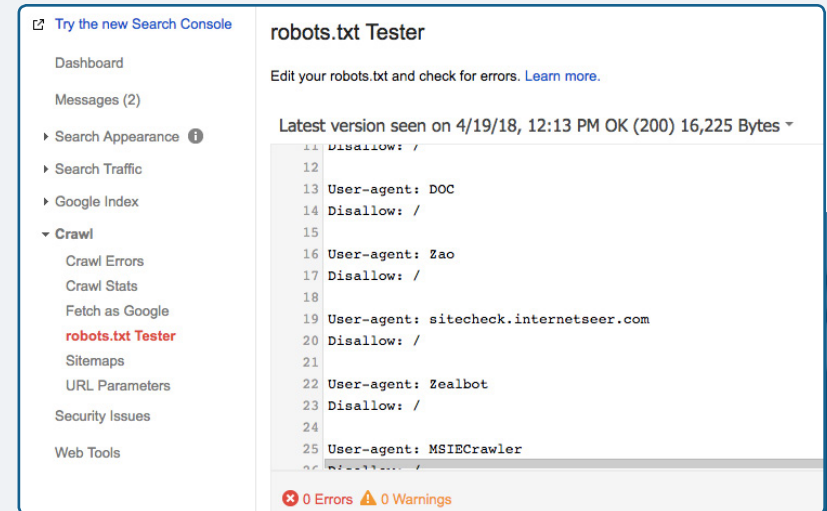 Try the new Search Console
Dashboard
Messages (2)
Search Appearance
Search Traffic
Google Index
Crawl
Crawl Errors
Crawl Stats
Fetch as Google
robots.txt Tester
Sitemaps
URL Parameters
Security Issues
Web Tools
robots.txt Tester
Edit your robots.txt and check for errors. Learn more.
Latest version seen on 4/19/18, 12:13 PM OK (200) 16,225 Bytes
11 Disallow: /
12
13 User-agent: DOC
14 Disallow: /
15
16 User-agent: Zao
17 Disallow: /
18
19 User-agent: sitecheck.internetseer.com
20 Disallow: /
21
22 User-agent: Zealbot
23 Disallow: /
24
25 User-agent: MSIECrawler
26 Disallow: /
0 Errors 0 Warnings